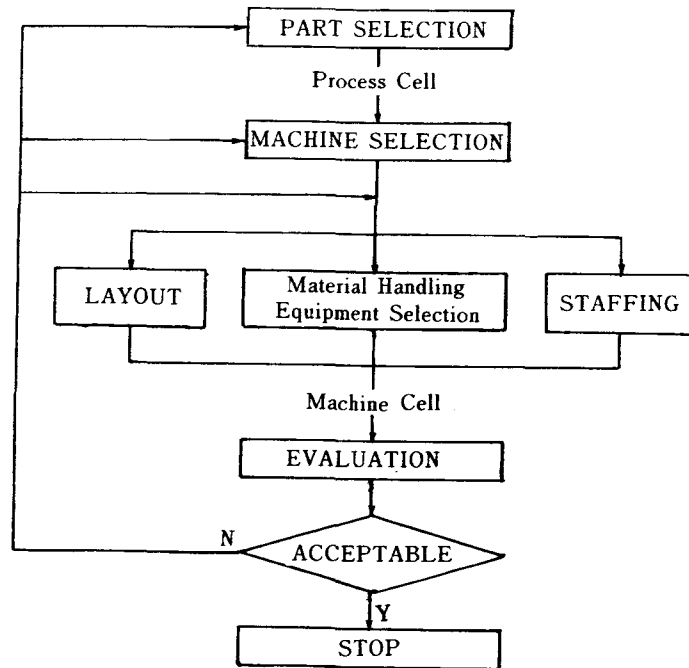 PART SELECTION
Process Cell
MACHINE SELECTION
LAYOUT
Material Handling
Equipment Selection
STAFFING
Machine Cell
EVALUATION
N
ACCEPTABLE
Y
STOP